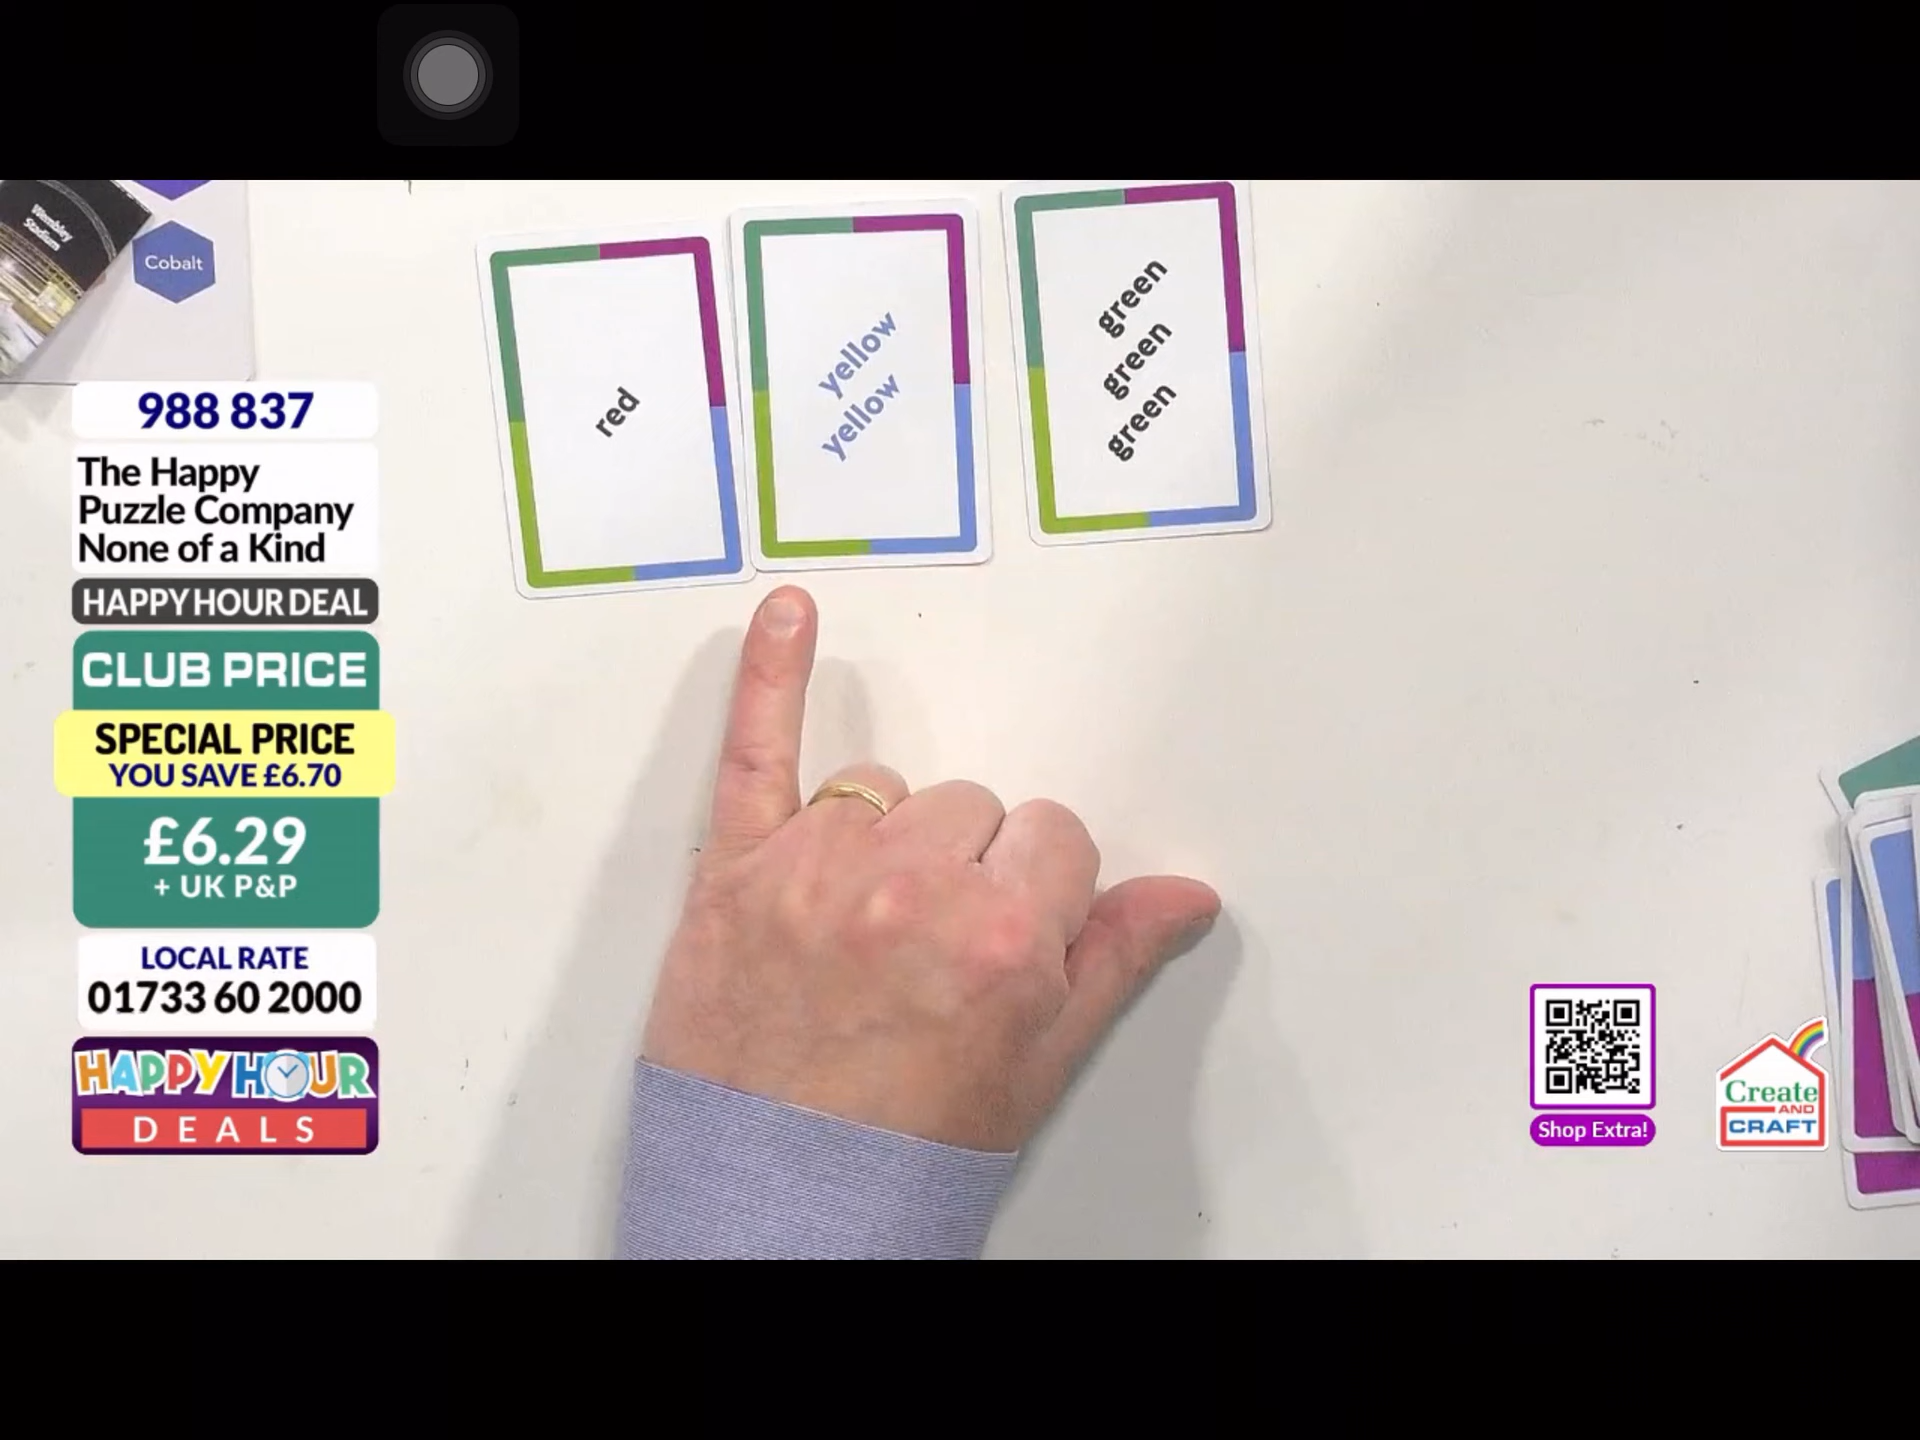 Wembley
Stadium
Cobalt
red
yellow
yellow
green
green
green
988 837
The Happy
Puzzle Company
None of a Kind
HAPPY HOUR DEAL
CLUB PRICE
SPECIAL PRICE
YOU SAVE £6.70
£6.29
+ UK P&P
LOCAL RATE
01733 60 2000
HAPPY HOUR
DEALS
Shop Extra!
Create
AND
CRAFT